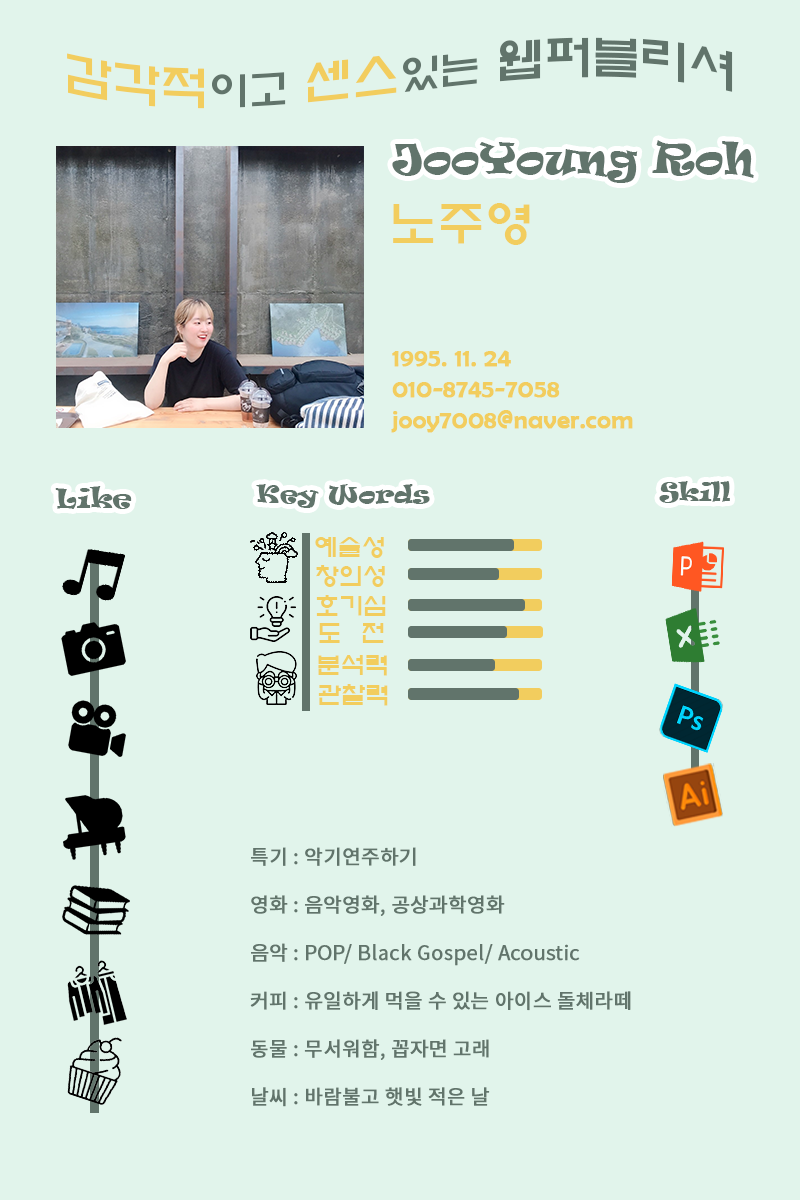 감각적이고 센스있는 웹퍼블리셔
JooYoung Roh
노주영
1995. 11. 24
010-8745-7058
jooy7008@naver.com
Like
Key Words
Skill
예술성
창의성
호기심
도 전
분석력
관찰력
P
X
Ps
Ai
특기 : 악기연주하기
영화 : 음악영화, 공상과학영화
음악 : POP/ Black Gospel/ Acoustic
커피 : 유일하게 먹을 수 있는 아이스 돌체라떼
동물 : 무서워함, 꼽자면 고래
날씨 : 바람불고 햇빛 적은 날